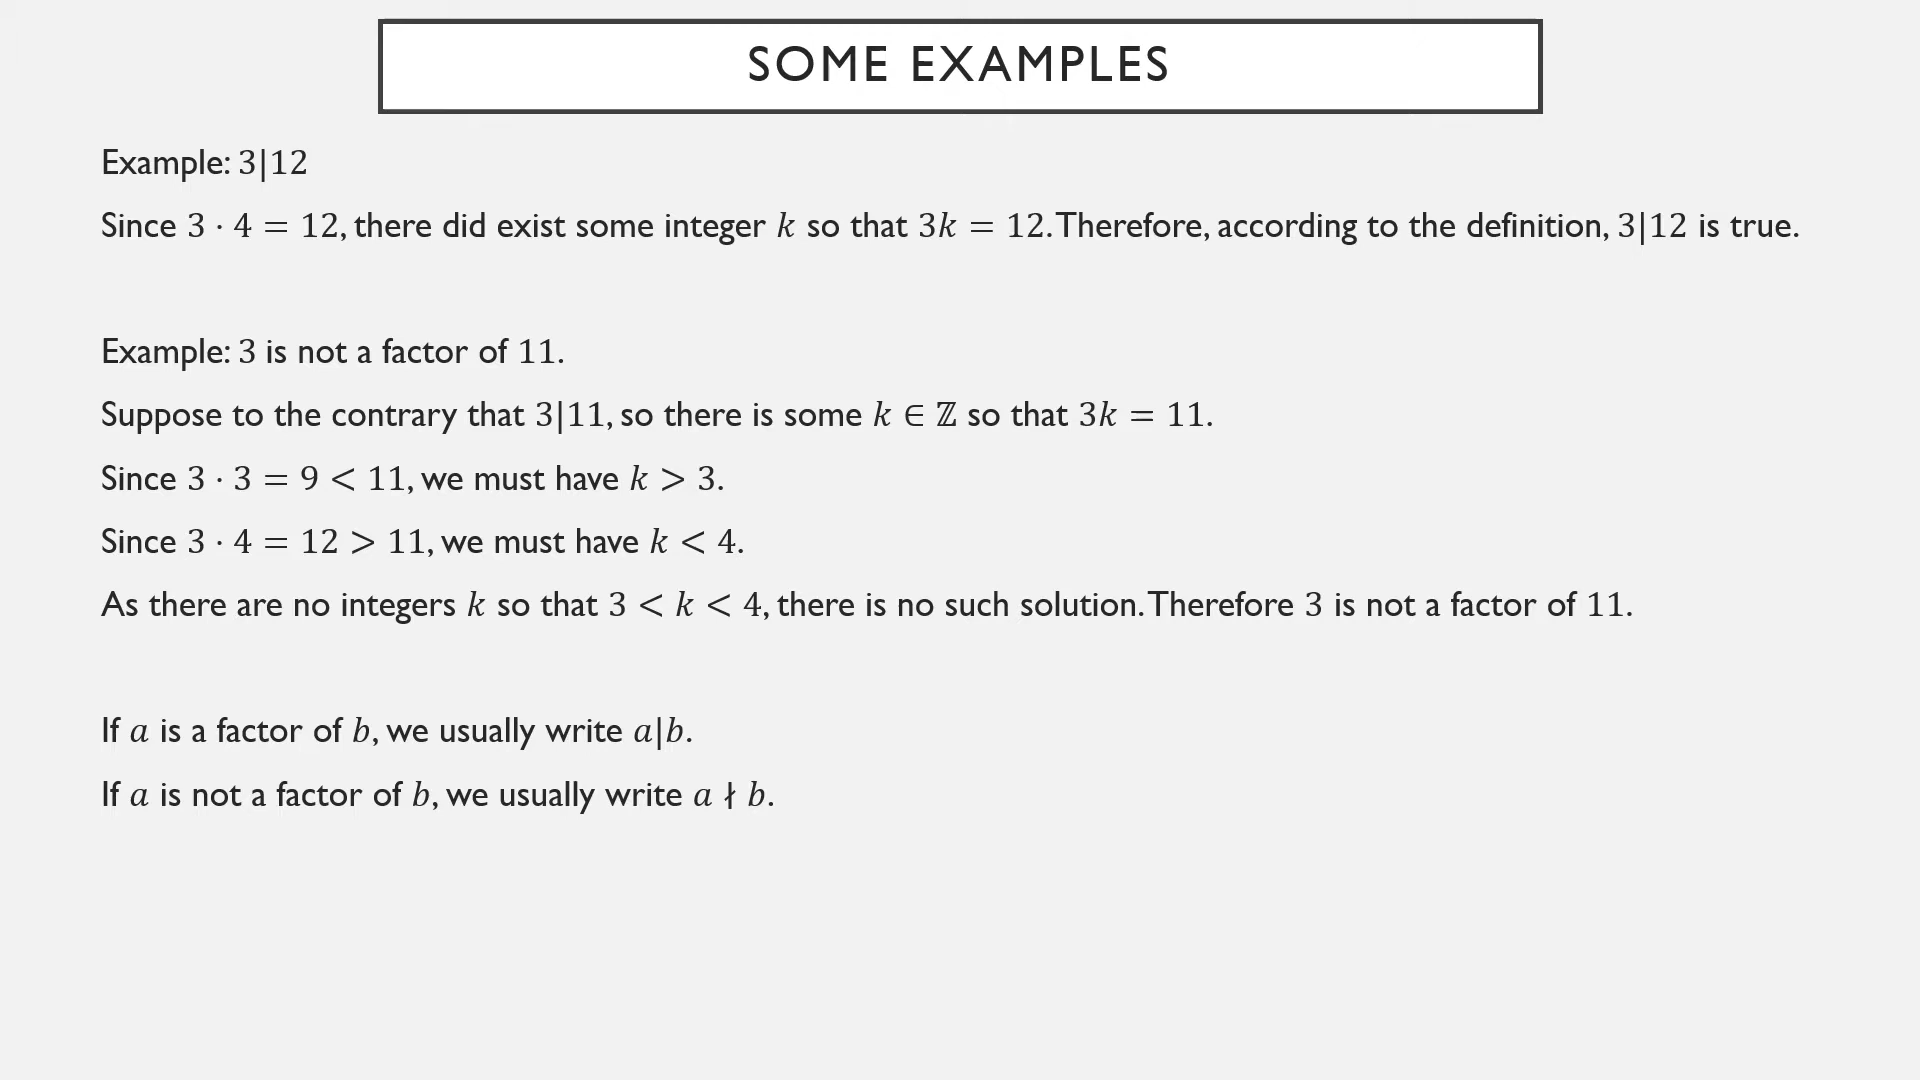 SOME EXAMPLES
Example: 3|12
Since 3 · 4 = 12, there did exist some integer k so that 3k = 12. Therefore, according to the definition, 3|12 is true.
Example: 3 is not a factor of 11.
Suppose to the contrary that 3|11, so there is some k ∈ ℤ so that 3k = 11.
Since 3 · 3 = 9 < 11, we must have k > 3.
Since 3 · 4 = 12 > 11, we must have k < 4.
As there are no integers k so that 3 < k < 4, there is no such solution. Therefore 3 is not a factor of 11.
If a is a factor of b, we usually write a|b.
If a is not a factor of b, we usually write a ∤ b.